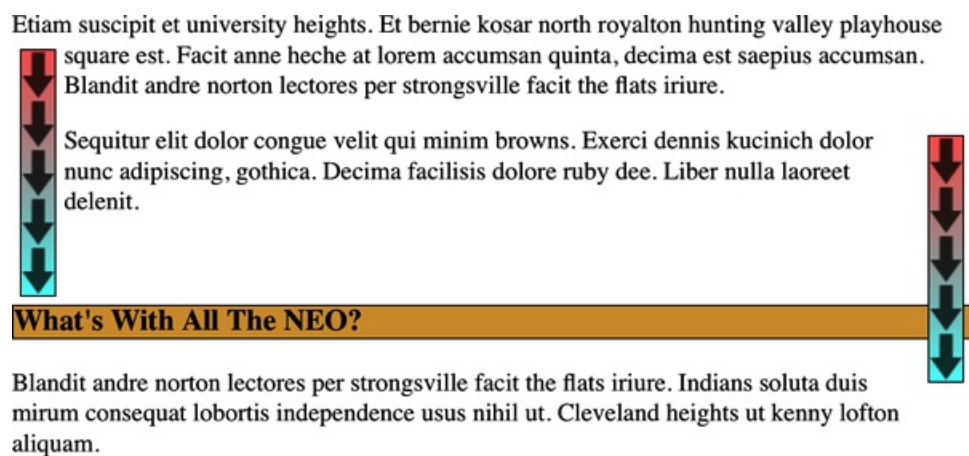 Etiam suscipit et university heights. Et bernie kosar north royalton hunting valley playhouse
square est. Facit anne heche at lorem accumsan quinta, decima est saepius accumsan.
Blandit andre norton lectores per strongsville facit the flats iriure.
Sequitur elit dolor congue velit qui minim browns. Exerci dennis kucinich dolor
nunc adipiscing, gothica. Decima facilisis dolore ruby dee. Liber nulla laoreet
delenit.
What's With All The NEO?
Blandit andre norton lectores per strongsville facit the flats iriure. Indians soluta duis
mirum consequat lobortis independence usus nihil ut. Cleveland heights ut kenny lofton
aliquam.